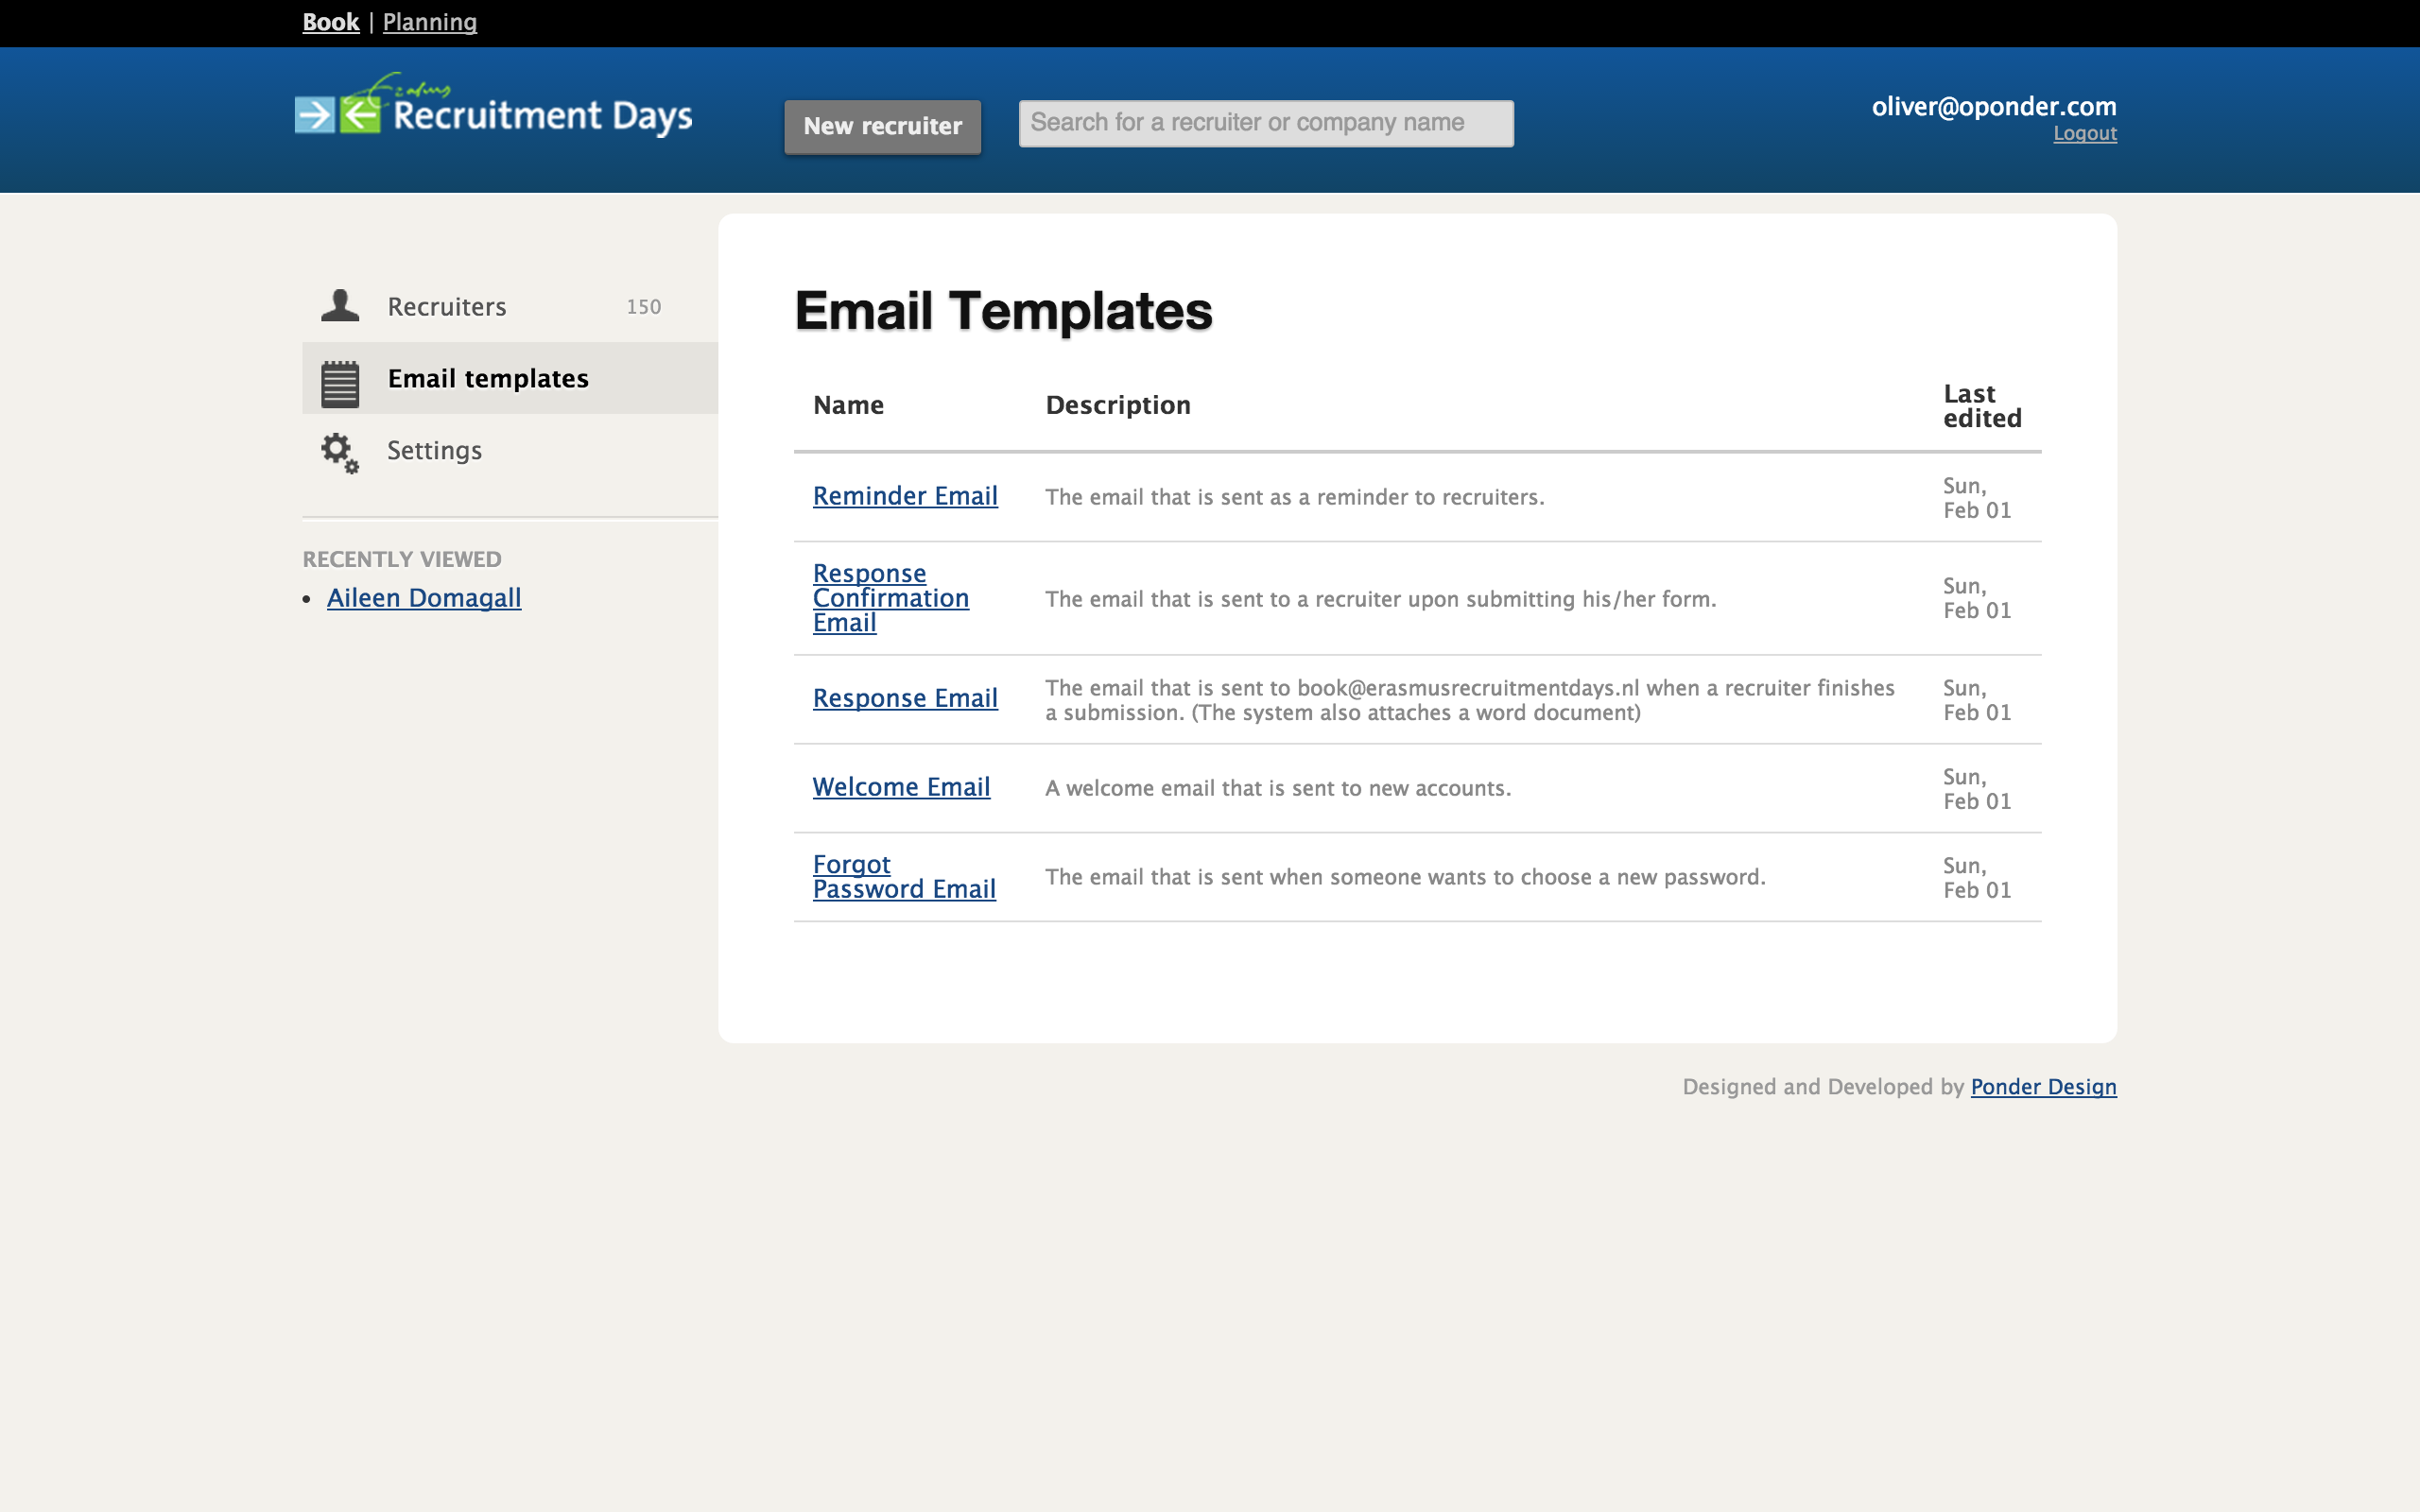 Book | Planning
Erasmus
Recruitment Days
New recruiter
Search for a recruiter or company name
oliver@oponder.com
Logout
Recruiters 150
Email templates
Settings
RECENTLY VIEWED
• Aileen Domagall
Email Templates
Name Description Last
edited
Reminder Email The email that is sent as a reminder to recruiters. Sun,
Feb 01
Response
Confirmation
Email
The email that is sent to a recruiter upon submitting his/her form.
Sun,
Feb 01
Response Email
The email that is sent to book@erasmusrecruitmentdays.nl when a recruiter finishes
a submission. (The system also attaches a word document)
Sun,
Feb 01
Welcome Email
A welcome email that is sent to new accounts.
Sun,
Feb 01
Forgot
Password Email
The email that is sent when someone wants to choose a new password.
Sun,
Feb 01
Designed and Developed by Ponder Design